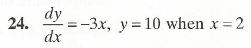 24. dy/dx = -3x, y = 10 when x = 2